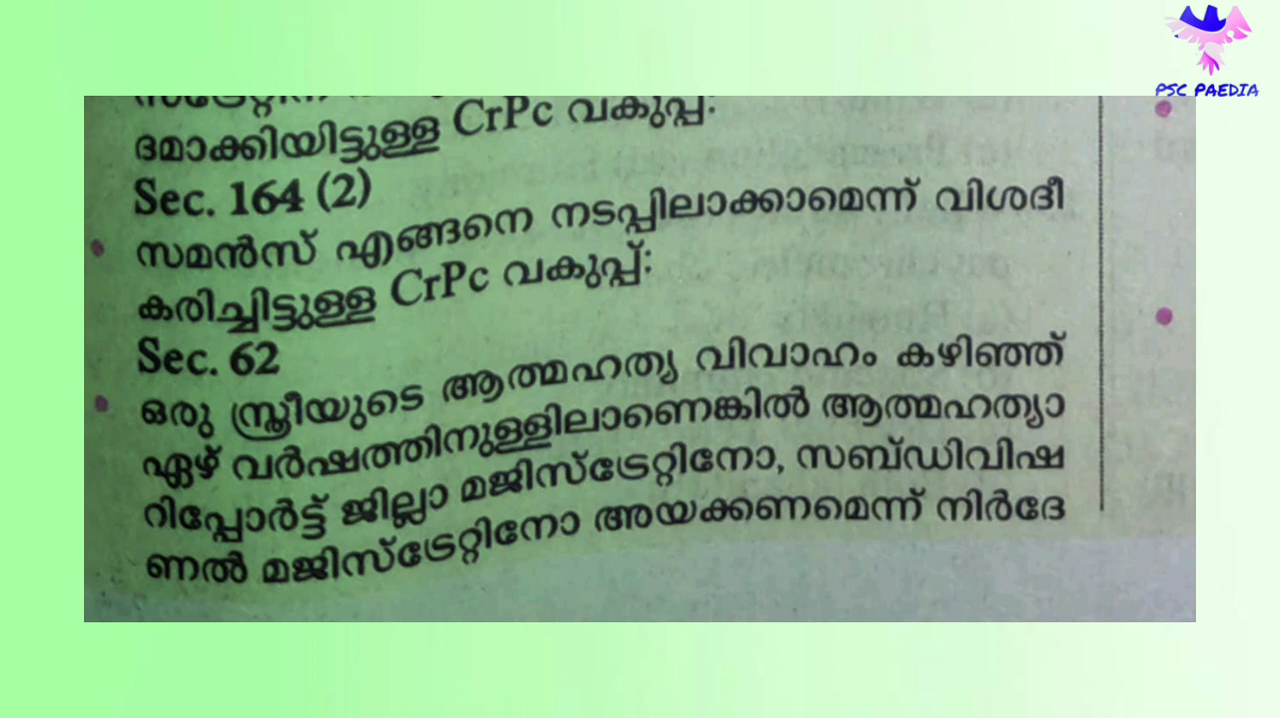 PSC PAEDIA
ദമാക്കിയിട്ടുള്ള CrPc വകുപ്പ്:
Sec. 164 (2)
സമൻസ് എങ്ങനെ നടപ്പിലാക്കാമെന്ന് വിശദീ
കരിച്ചിട്ടുള്ള CrPc വകുപ്പ്:
Sec. 62
ഒരു സ്ത്രീയുടെ ആത്മഹത്യ വിവാഹം കഴിഞ്ഞ്
ഏഴ് വർഷത്തിനുള്ളിലാണെങ്കിൽ ആത്മഹത്യാ
റിപ്പോർട്ട് ജില്ലാ മജിസ്ട്രേറ്റിനോ, സബ്ഡിവിഷ
ണൽ മജിസ്ട്രേറ്റിനോ അയക്കണമെന്ന് നിർദേ